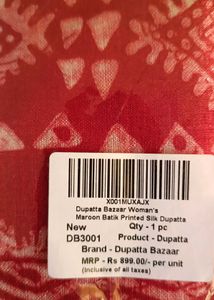 X001MUXAJX
Dupatta Bazaar Woman's
Maroon Batik Printed Silk Dupatta
New Qty - 1 pc
DB3001 Product - Dupatta
Brand - Dupatta Bazaar
MRP - Rs 899.00/- per unit
(Inclusive of all taxes)